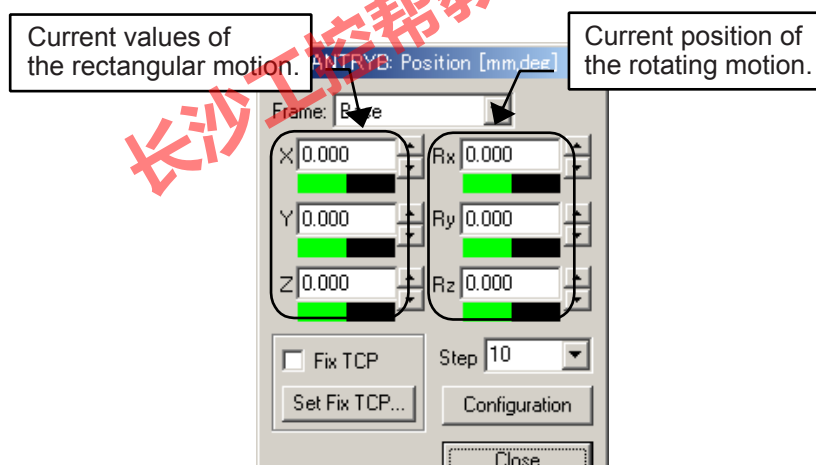 Current values of
the rectangular motion.
Current position of
the rotating motion.
ANTRYB: Position [mm,deg]
Frame: Base
X 0.000
Rx 0.000
Y 0.000
Ry 0.000
Z 0.000
Rz 0.000
Fix TCP
Step 10
Set Fix TCP...
Configuration
Close
长沙工控帮